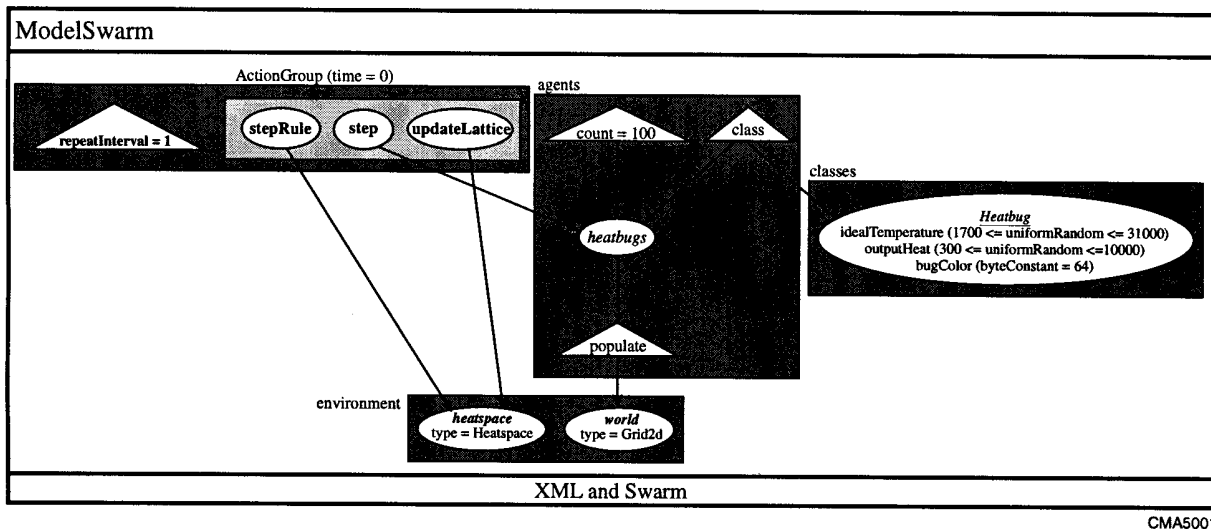 ModelSwarm
ActionGroup (time = 0)
repeatInterval = 1
stepRule
step
updateLattice
agents
count = 100
class
heatbugs
populate
classes
Heatbug
idealTemperature (1700 <= uniformRandom <= 31000)
outputHeat (300 <= uniformRandom <=10000)
bugColor (byteConstant = 64)
environment
heatspace
type = Heatspace
world
type = Grid2d
XML and Swarm